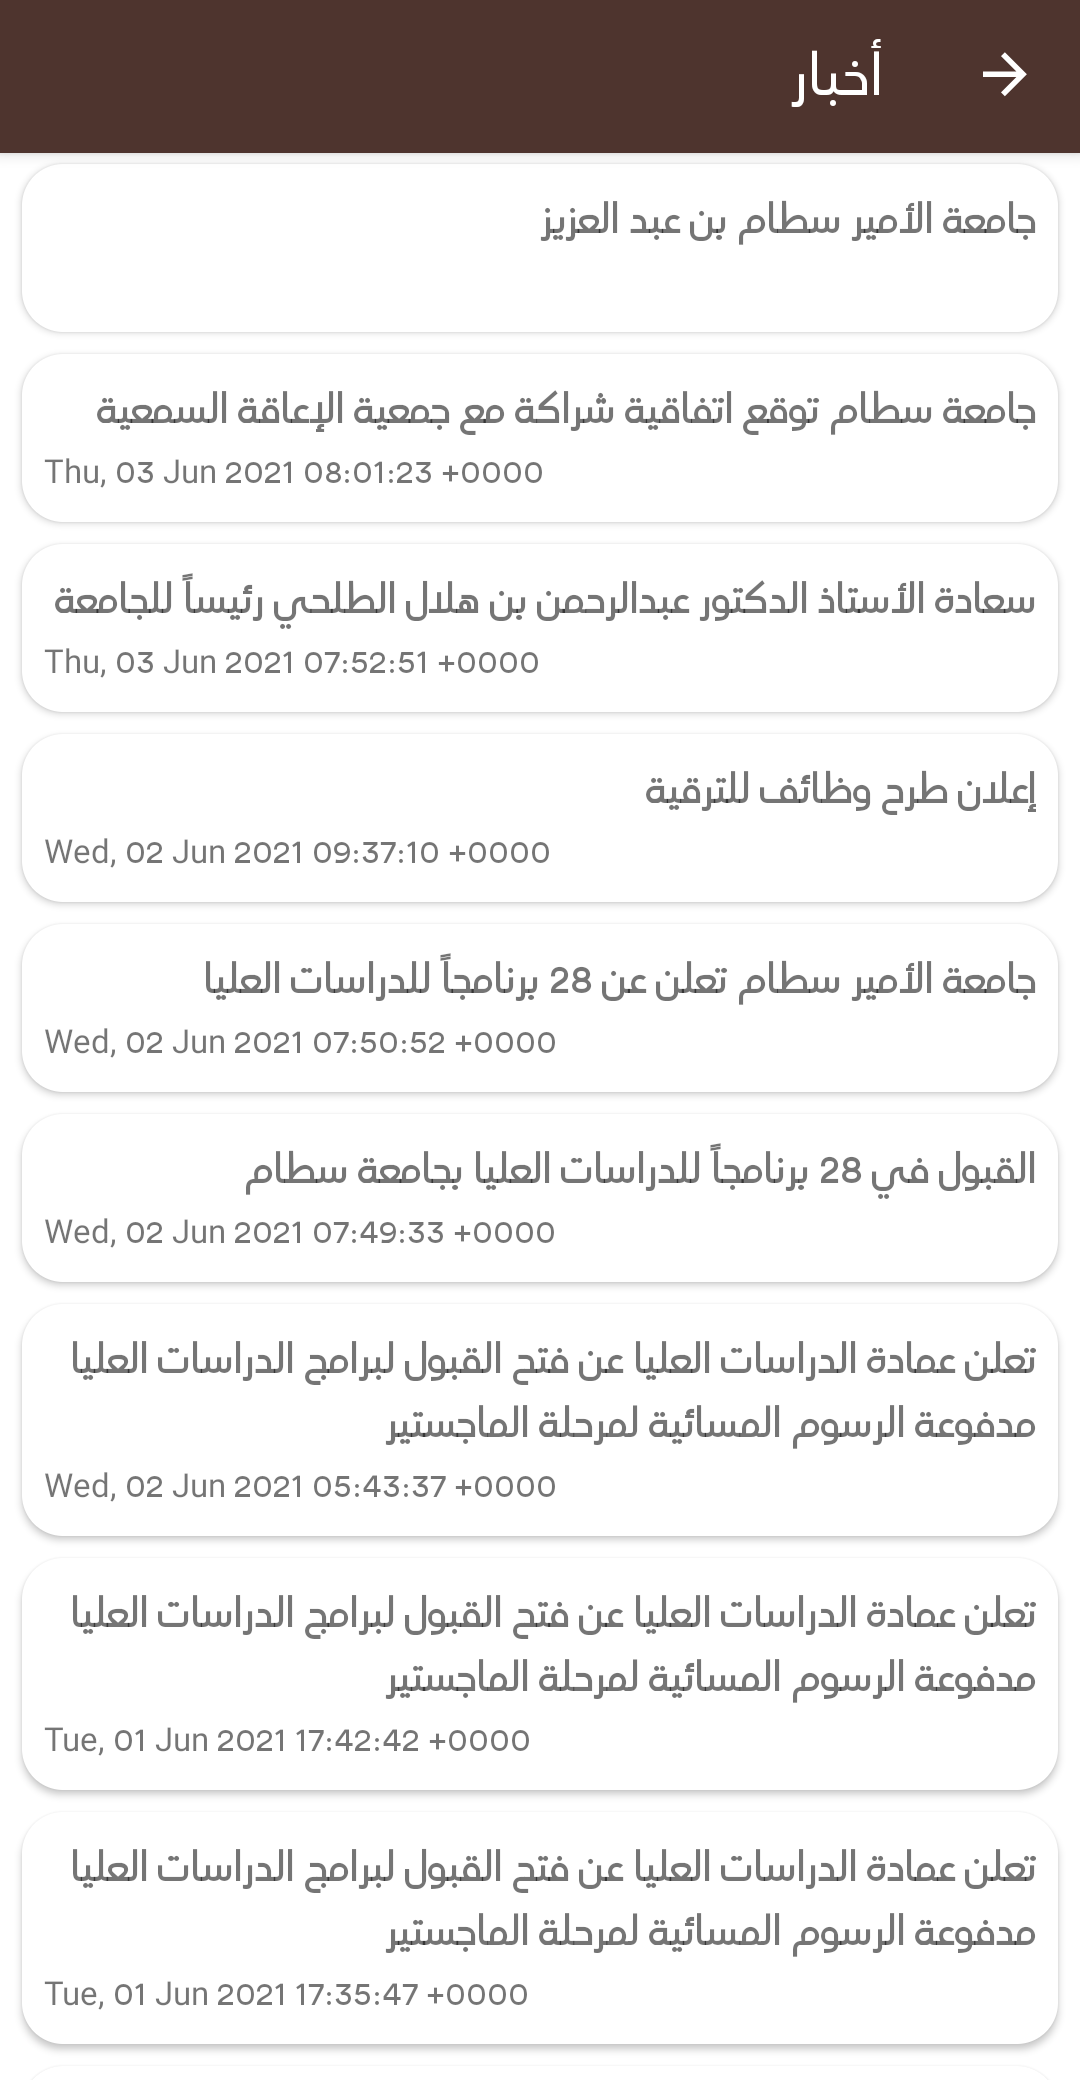 أخبار
جامعة الأمير سطام بن عبد العزيز
جامعة سطام توقع اتفاقية شراكة مع جمعية الإعاقة السمعية
Thu, 03 Jun 2021 08:01:23 +0000
سعادة الأستاذ الدكتور عبدالرحمن بن هلال الطلحي رئيساً للجامعة
Thu, 03 Jun 2021 07:52:51 +0000
إعلان طرح وظائف للترقية
Wed, 02 Jun 2021 09:37:10 +0000
جامعة الأمير سطام تعلن عن 28 برنامجاً للدراسات العليا
Wed, 02 Jun 2021 07:50:52 +0000
القبول في 28 برنامجاً للدراسات العليا بجامعة سطام
Wed, 02 Jun 2021 07:49:33 +0000
تعلن عمادة الدراسات العليا عن فتح القبول لبرامج الدراسات العليا
مدفوعة الرسوم المسائية لمرحلة الماجستير
Wed, 02 Jun 2021 05:43:37 +0000
تعلن عمادة الدراسات العليا عن فتح القبول لبرامج الدراسات العليا
مدفوعة الرسوم المسائية لمرحلة الماجستير
Tue, 01 Jun 2021 17:42:42 +0000
تعلن عمادة الدراسات العليا عن فتح القبول لبرامج الدراسات العليا
مدفوعة الرسوم المسائية لمرحلة الماجستير
Tue, 01 Jun 2021 17:35:47 +0000